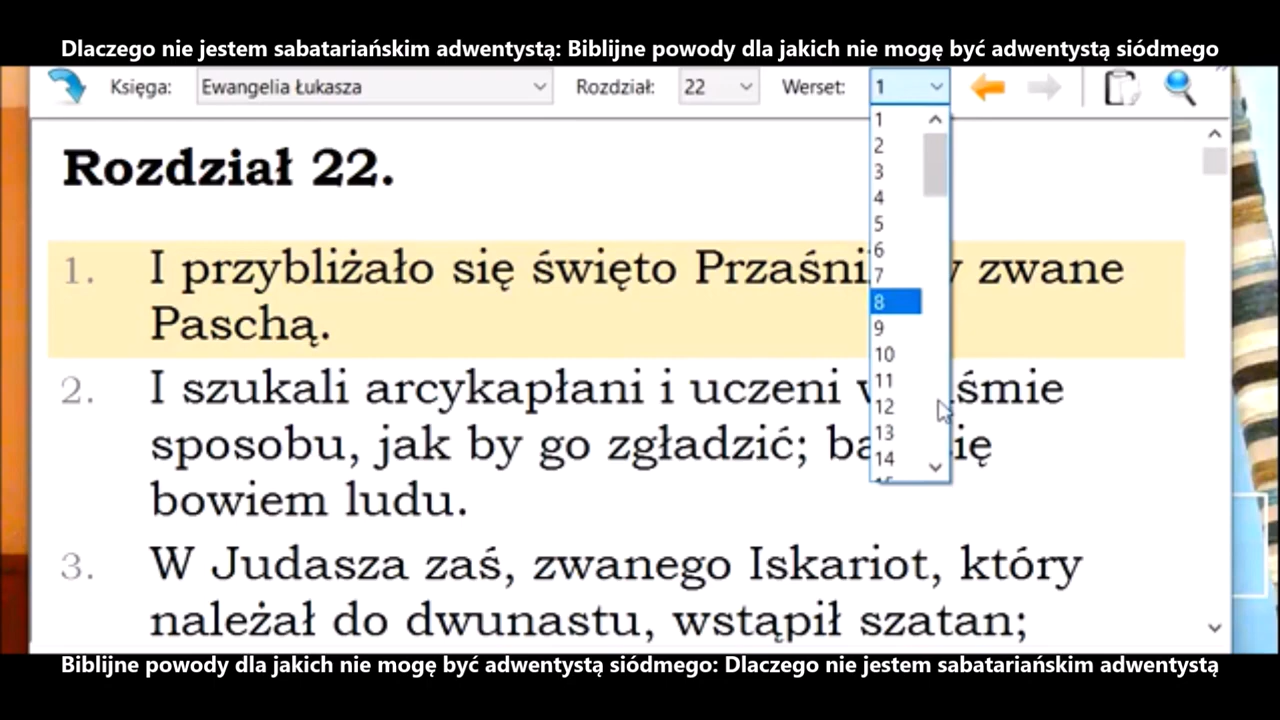 Dlaczego nie jestem sabatariańskim adwentystą: Biblijne powody dla jakich nie mogę być adwentystą siódmego
Księga: Ewangelia Łukasza Rozdział: 22 Werset: 1
1
2
3
4
5
6
7
8
9
10
11
12
13
14
Rozdział 22.
1. I przybliżało się święto zwane
Paschą.
2. I szukali arcykapłani i uczeni
sposobu, jak by go zgładzić;
bowiem ludu.
3. W Judasza zaś, zwanego Iskariot, który
należał do dwunastu, wstąpił szatan;
Biblijne powody dla jakich nie mogę być adwentystą siódmego: Dlaczego nie jestem sabatariańskim adwentystą